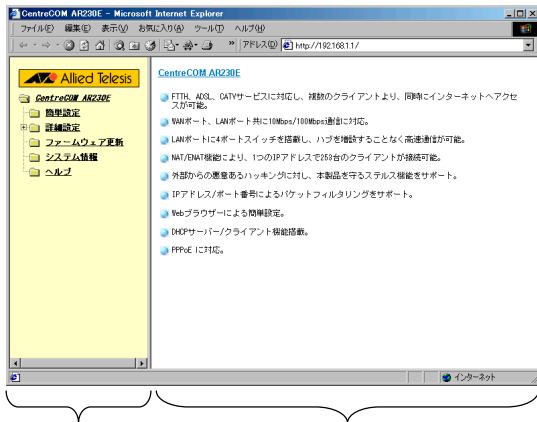 CentreCOM AR230E - Microsoft Internet Explorer
ファイル(F) 編集(E) 表示(V) お気に入り(A) ツール(T) ヘルプ(H)
» アドレス(D) http://192.168.1.1/
Allied Telesis
CentreCOM AR230E
簡単設定
詳細設定
ファームウェア更新
システム情報
ヘルプ
CentreCOM AR230E
FTTH、ADSL、CATVサービスに対応し、複数のクライアントより、同時にインターネットへアクセ
スが可能。
WANポート、LANポート共に10Mbps/100Mbps通信に対応。
LANポートに4ポートスイッチを搭載し、ハブを増設することなく高速通信が可能。
NAT/ENAT機能により、1つのIPアドレスで253台のクライアントが接続可能。
外部からの悪意あるハッキングに対し、本製品を守るステルス機能をサポート。
IPアドレス/ポート番号によるパケットフィルタリングをサポート。
Webブラウザーによる簡単設定。
DHCPサーバー/クライアント機能搭載。
PPPoE に対応。
インターネット